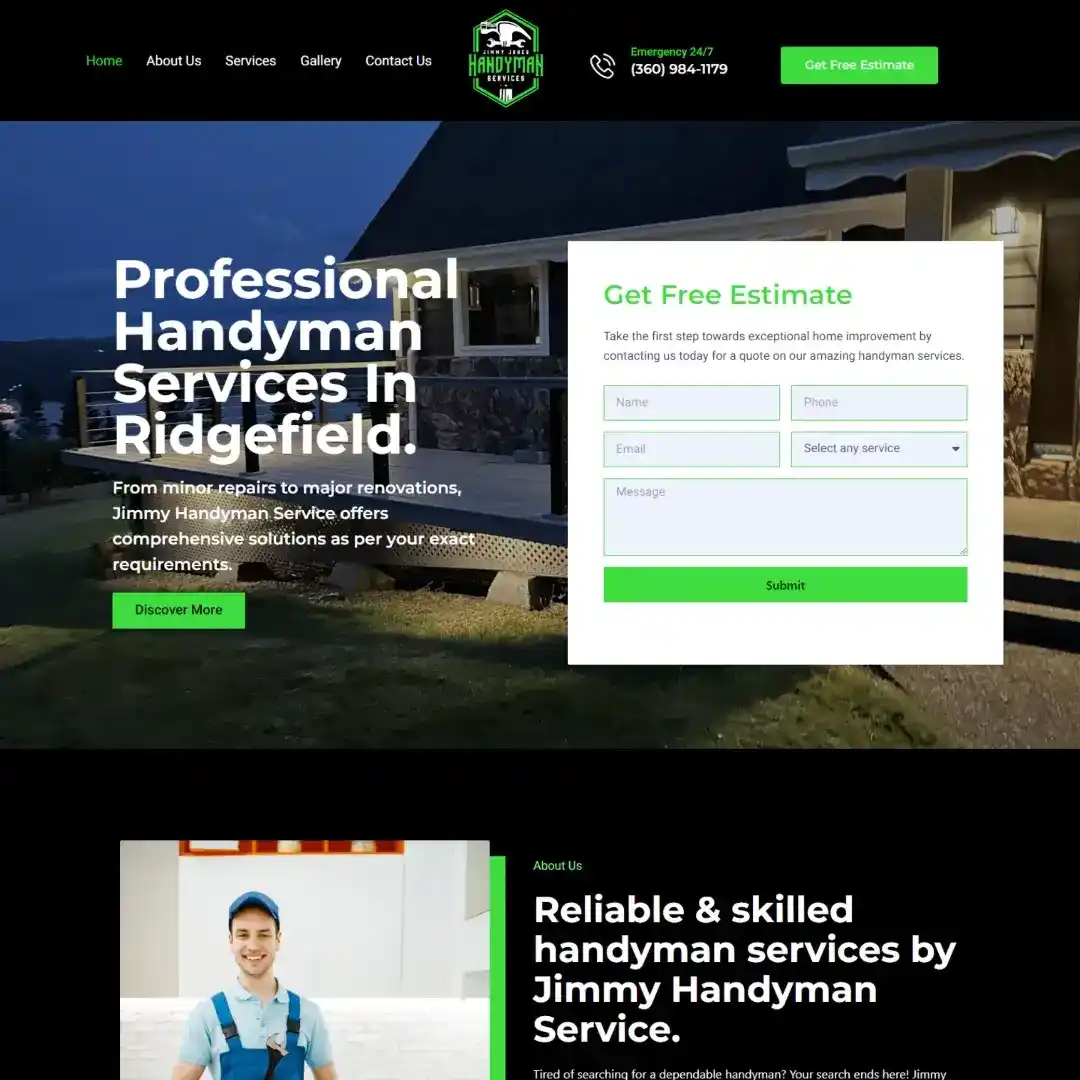 Home
About Us
Services
Gallery
Contact Us
JIMMY JONES
HANDYMAN
SERVICES
Emergency 24/7
(360) 984-1179
Get Free Estimate
Professional
Handyman
Services In
Ridgefield.
From minor repairs to major renovations,
Jimmy Handyman Service offers
comprehensive solutions as per your exact
requirements.
Discover More
Get Free Estimate
Take the first step towards exceptional home improvement by
contacting us today for a quote on our amazing handyman services.
Name
Phone
Email
Select any service
Message
Submit
About Us
Reliable & skilled
handyman services by
Jimmy Handyman
Service.
Tired of searching for a dependable handyman? Your search ends here! Jimmy